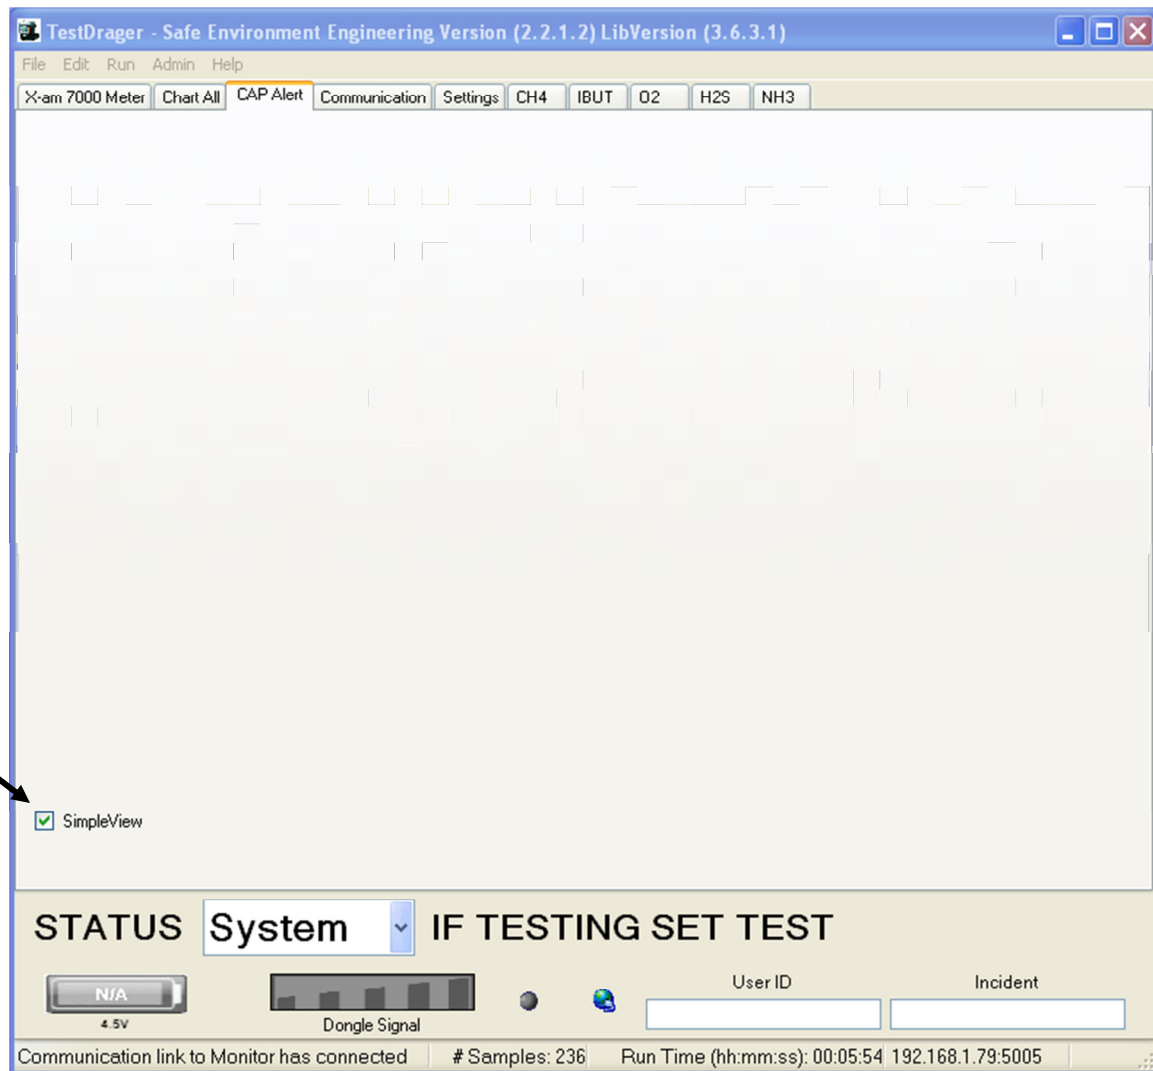 TestDrager - Safe Environment Engineering Version (2.2.1.2) LibVersion (3.6.3.1)
File Edit Run Admin Help
X-am 7000 Meter Chart All CAP Alert Communication Settings CH4 IBUT O2 H2S NH3
SimpleView
STATUS System IF TESTING SET TEST
N/A
4.5V
Dongle Signal
User ID Incident
Communication link to Monitor has connected # Samples: 236 Run Time (hh:mm:ss): 00:05:54 192.168.1.79:5005